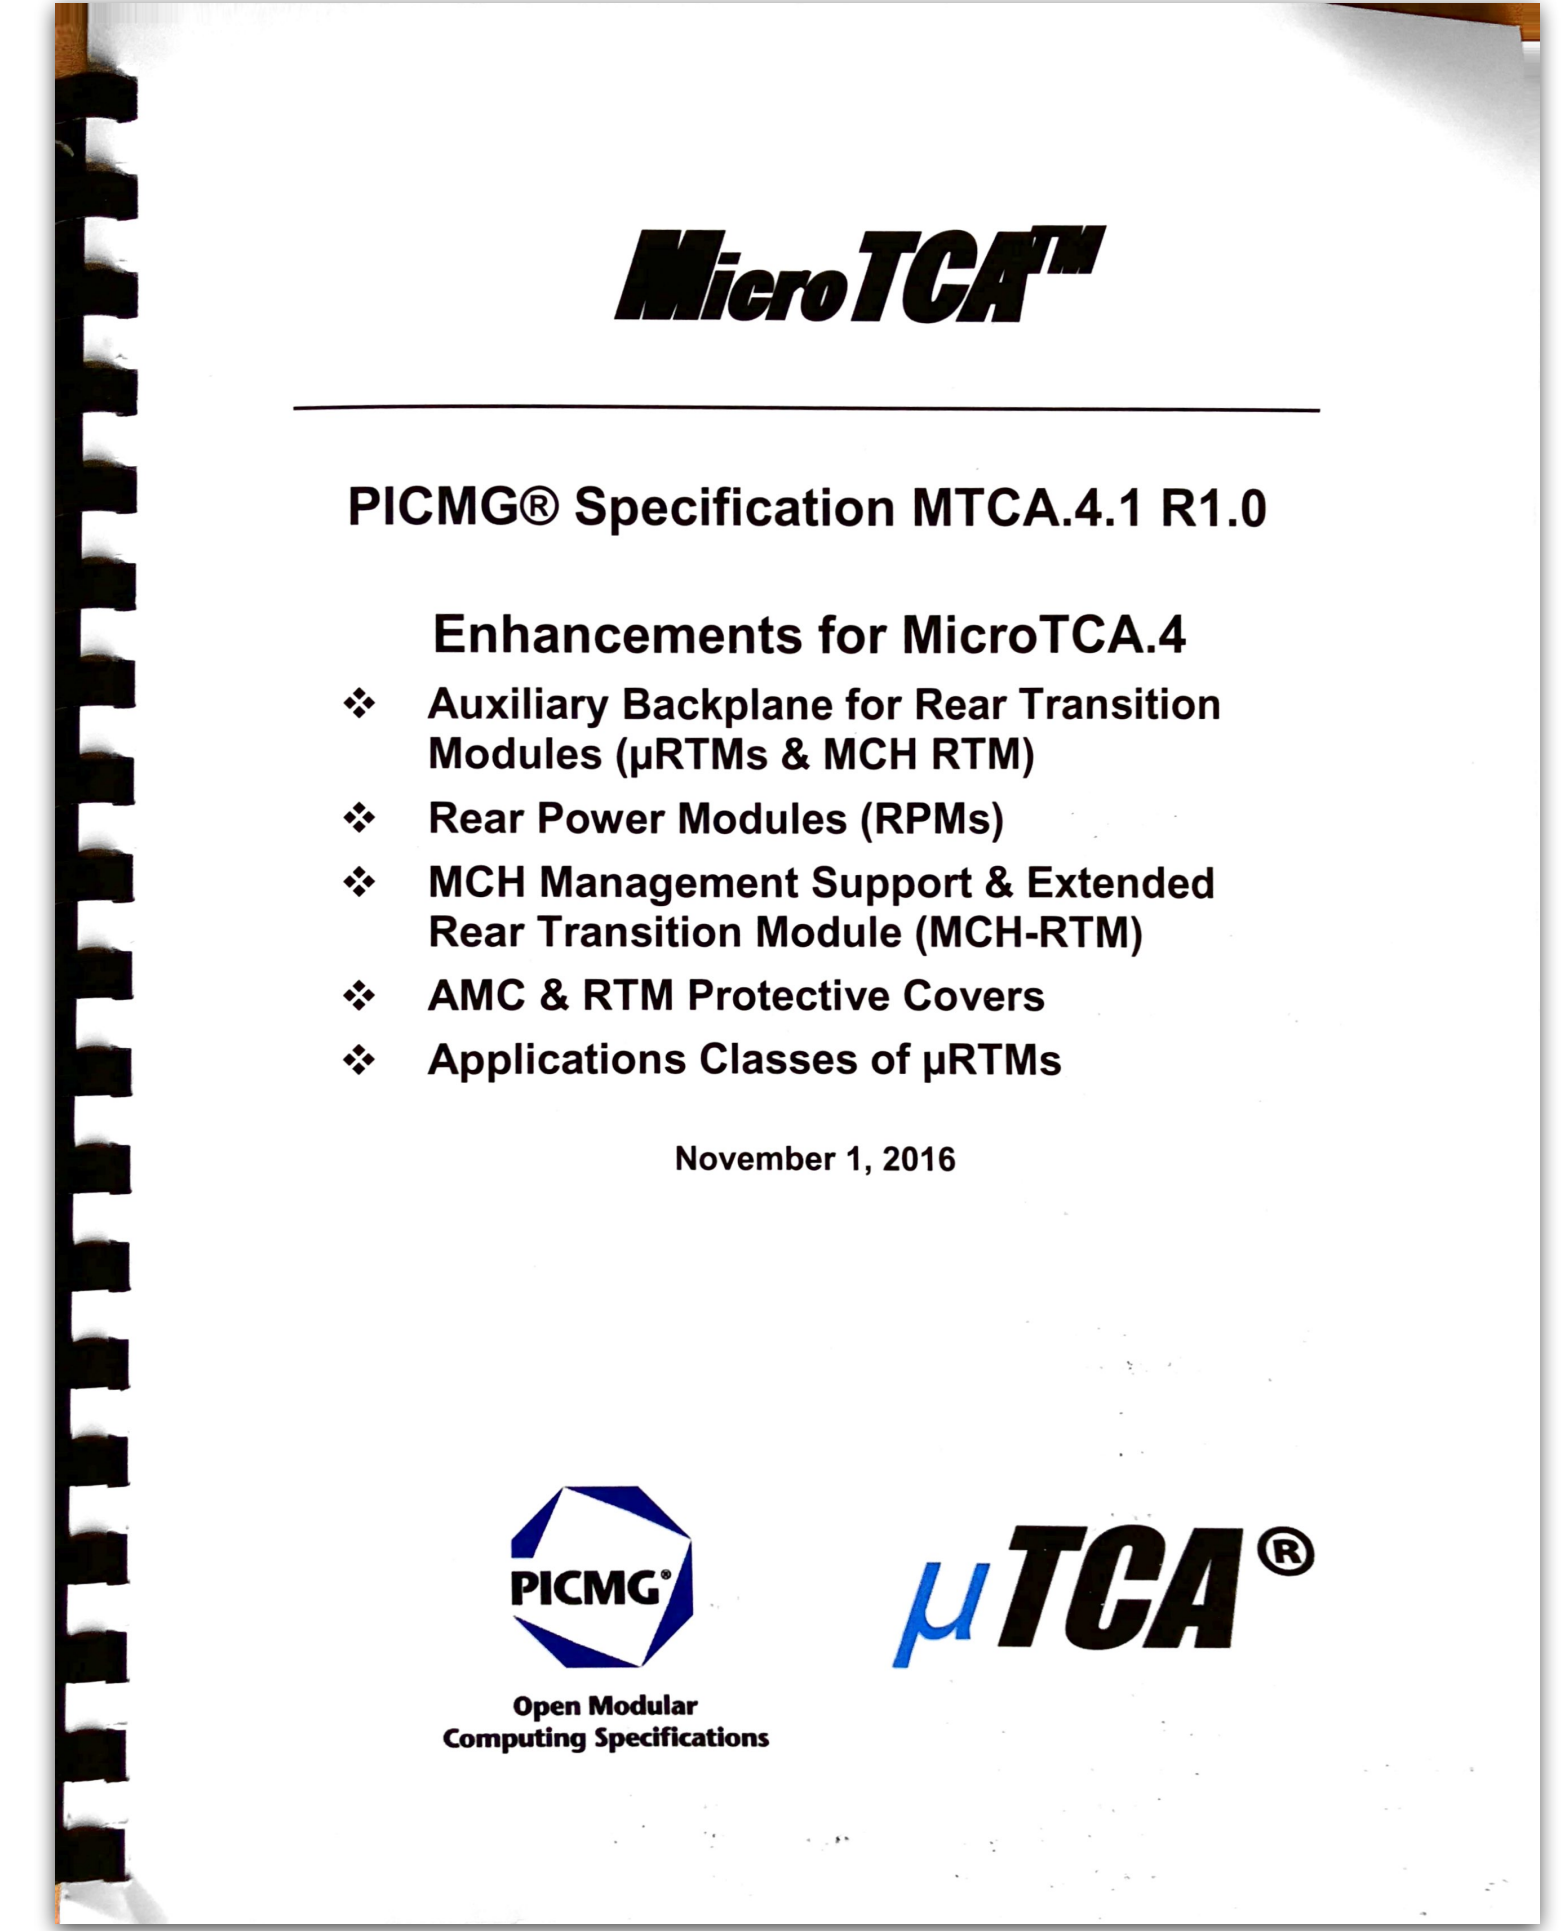 MicroTCA™
PICMG® Specification MTCA.4.1 R1.0
Enhancements for MicroTCA.4
❖ Auxiliary Backplane for Rear Transition
Modules (µRTMs & MCH RTM)
❖ Rear Power Modules (RPMs)
❖ MCH Management Support & Extended
Rear Transition Module (MCH-RTM)
❖ AMC & RTM Protective Covers
❖ Applications Classes of µRTMs
November 1, 2016
PICMG®
Open Modular
Computing Specifications
µTCA®